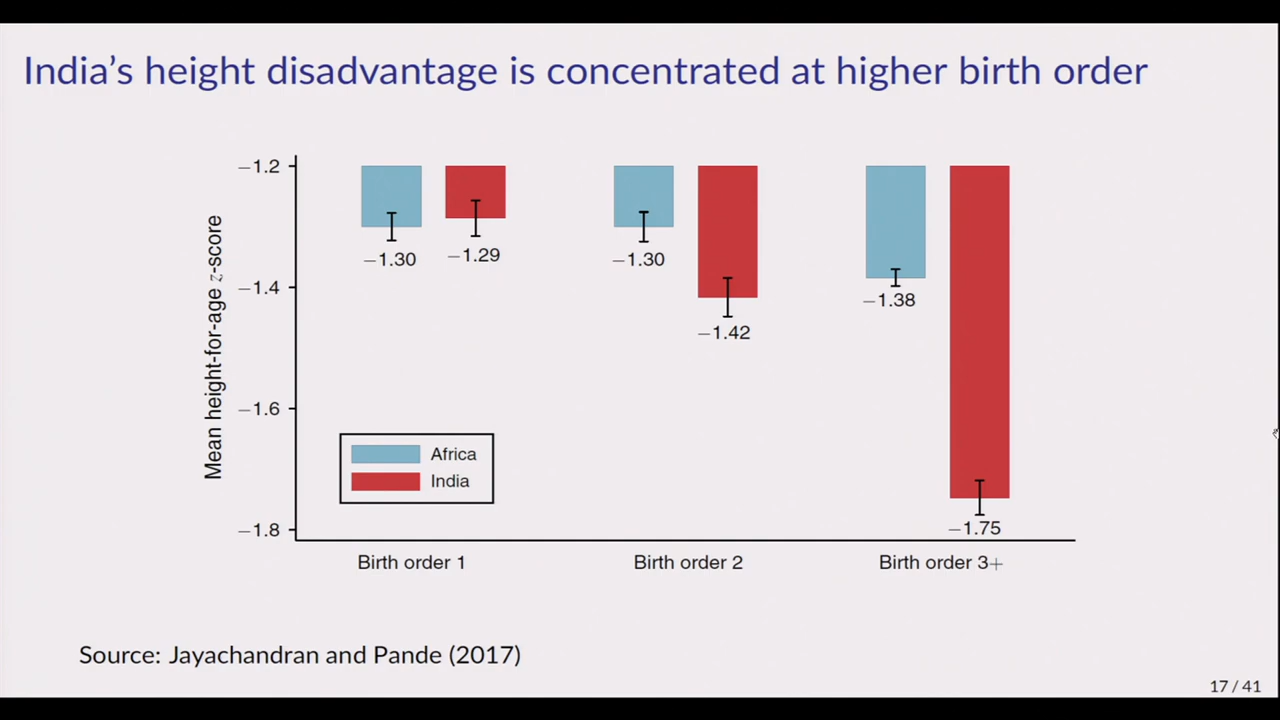 India's height disadvantage is concentrated at higher birth order
Mean height-for-age z-score
−1.2
−1.4
−1.6
−1.8
−1.30
−1.29
−1.30
−1.42
−1.38
−1.75
Africa
India
Birth order 1
Birth order 2
Birth order 3+
Source: Jayachandran and Pande (2017)
17 / 41